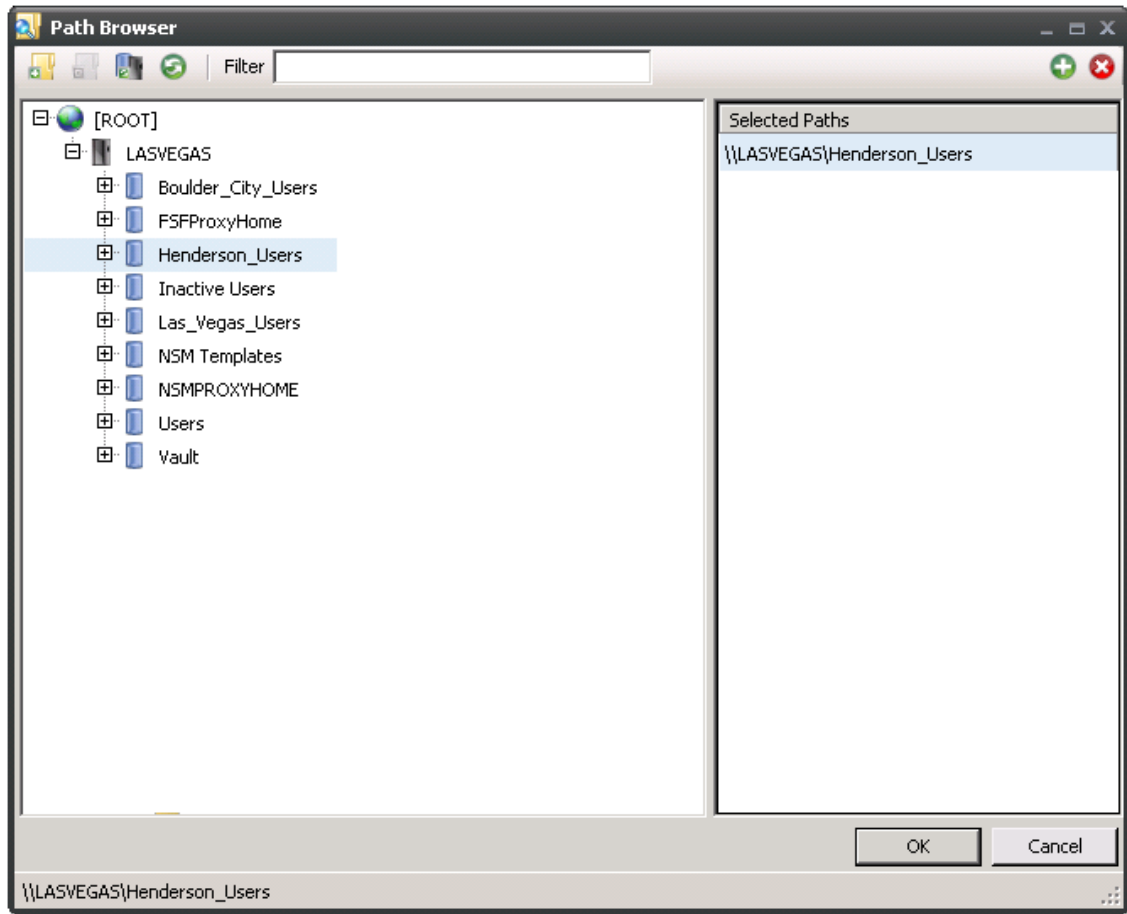 Path Browser
Filter
[ROOT]
LASVEGAS
Boulder_City_Users
FSFProxyHome
Henderson_Users
Inactive Users
Las_Vegas_Users
NSM Templates
NSMPROXYHOME
Users
Vault
Selected Paths
\\LASVEGAS\Henderson_Users
OK
Cancel
\\LASVEGAS\Henderson_Users